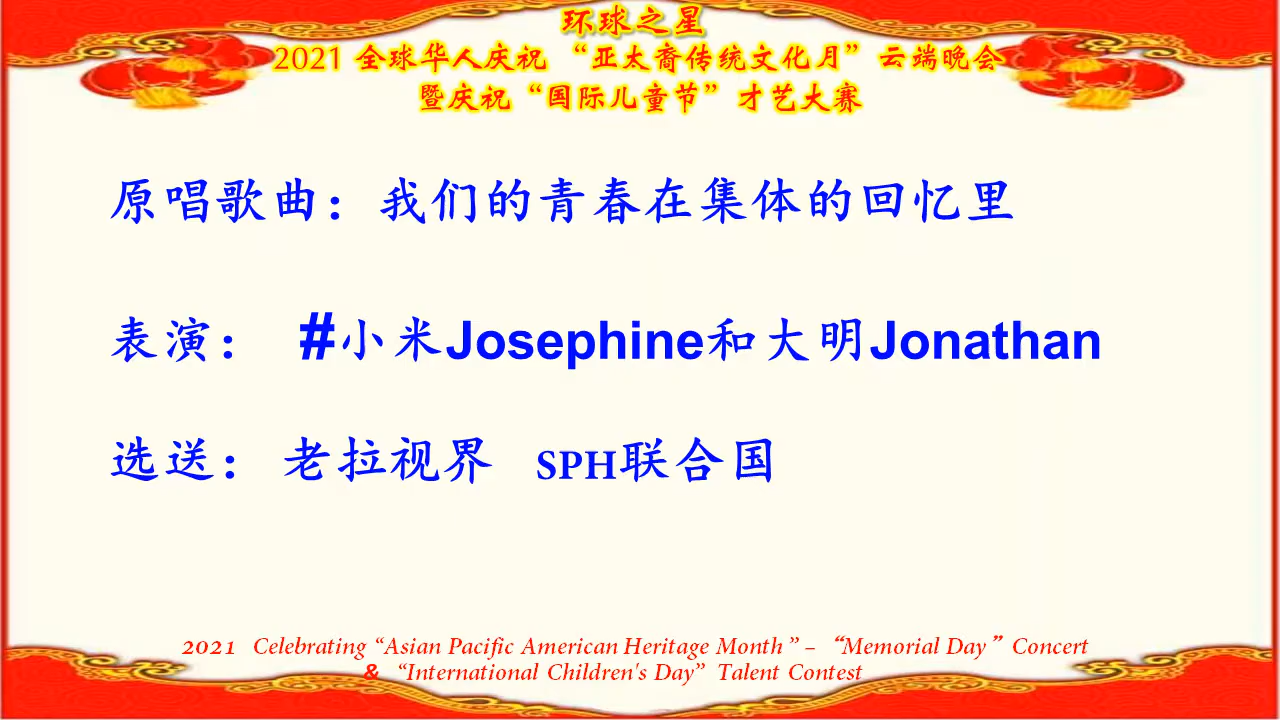 环球之星
2021 全球华人庆祝 “亚太裔传统文化月” 云端晚会
暨庆祝 “国际儿童节” 才艺大赛
原唱歌曲：我们的青春在集体的回忆里
表演： #小米Josephine和大明Jonathan
选送： 老拉视界 SPH联合国
2021 Celebrating “Asian Pacific American Heritage Month ” – “Memorial Day” Concert
& “International Children's Day” Talent Contest